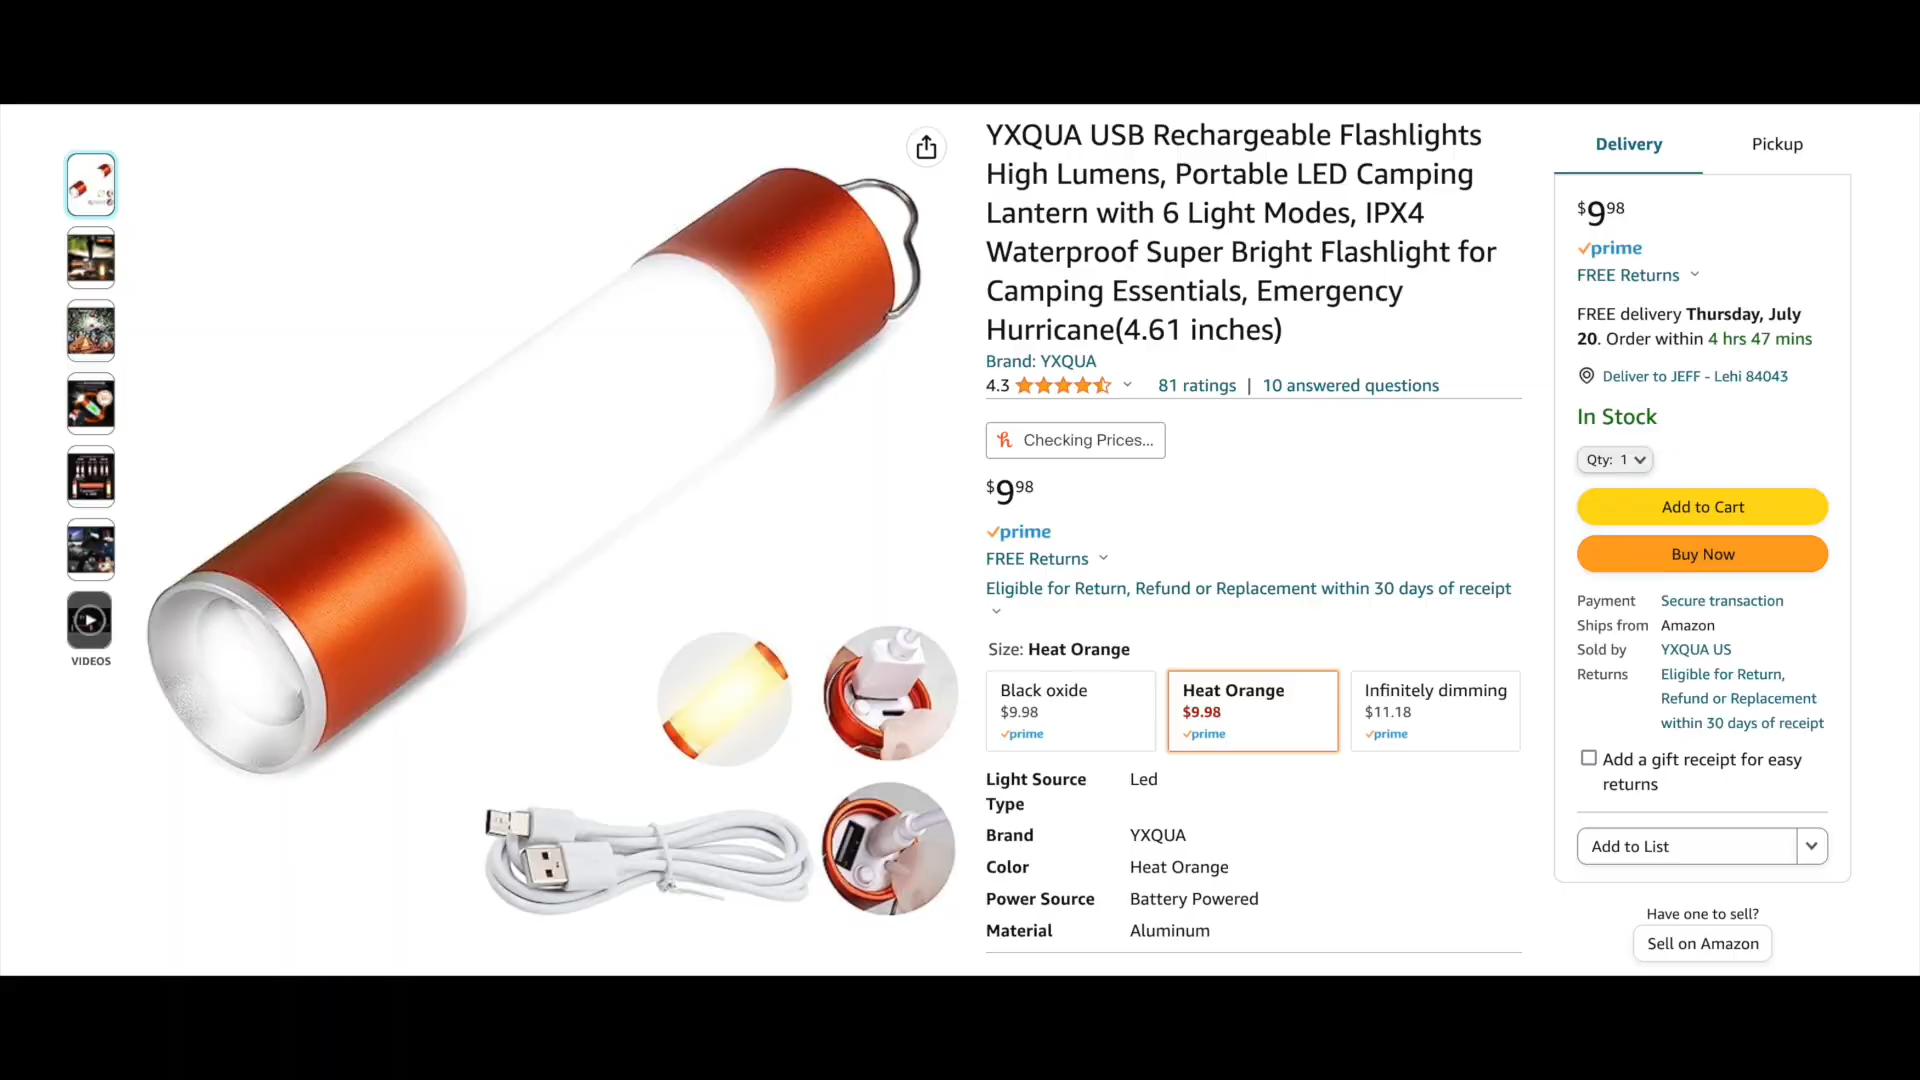 VIDEOS
YXQUA USB Rechargeable Flashlights
High Lumens, Portable LED Camping
Lantern with 6 Light Modes, IPX4
Waterproof Super Bright Flashlight for
Camping Essentials, Emergency
Hurricane(4.61 inches)
Brand: YXQUA
4.3 81 ratings | 10 answered questions
Checking Prices...
$9 98
prime
FREE Returns
Eligible for Return, Refund or Replacement within 30 days of receipt
Size: Heat Orange
Black oxide
$9.98
prime
Heat Orange
$9.98
prime
Infinitely dimming
$11.18
prime
Light Source
Type
Led
Brand YXQUA
Color Heat Orange
Power Source Battery Powered
Material Aluminum
Delivery Pickup
$9 98
prime
FREE Returns
FREE delivery Thursday, July
20. Order within 4 hrs 47 mins
Deliver to JEFF - Lehi 84043
In Stock
Qty: 1
Add to Cart
Buy Now
Payment Secure transaction
Ships from Amazon
Sold by YXQUA US
Returns Eligible for Return,
Refund or Replacement
within 30 days of receipt
Add a gift receipt for easy
returns
Add to List
Have one to sell?
Sell on Amazon